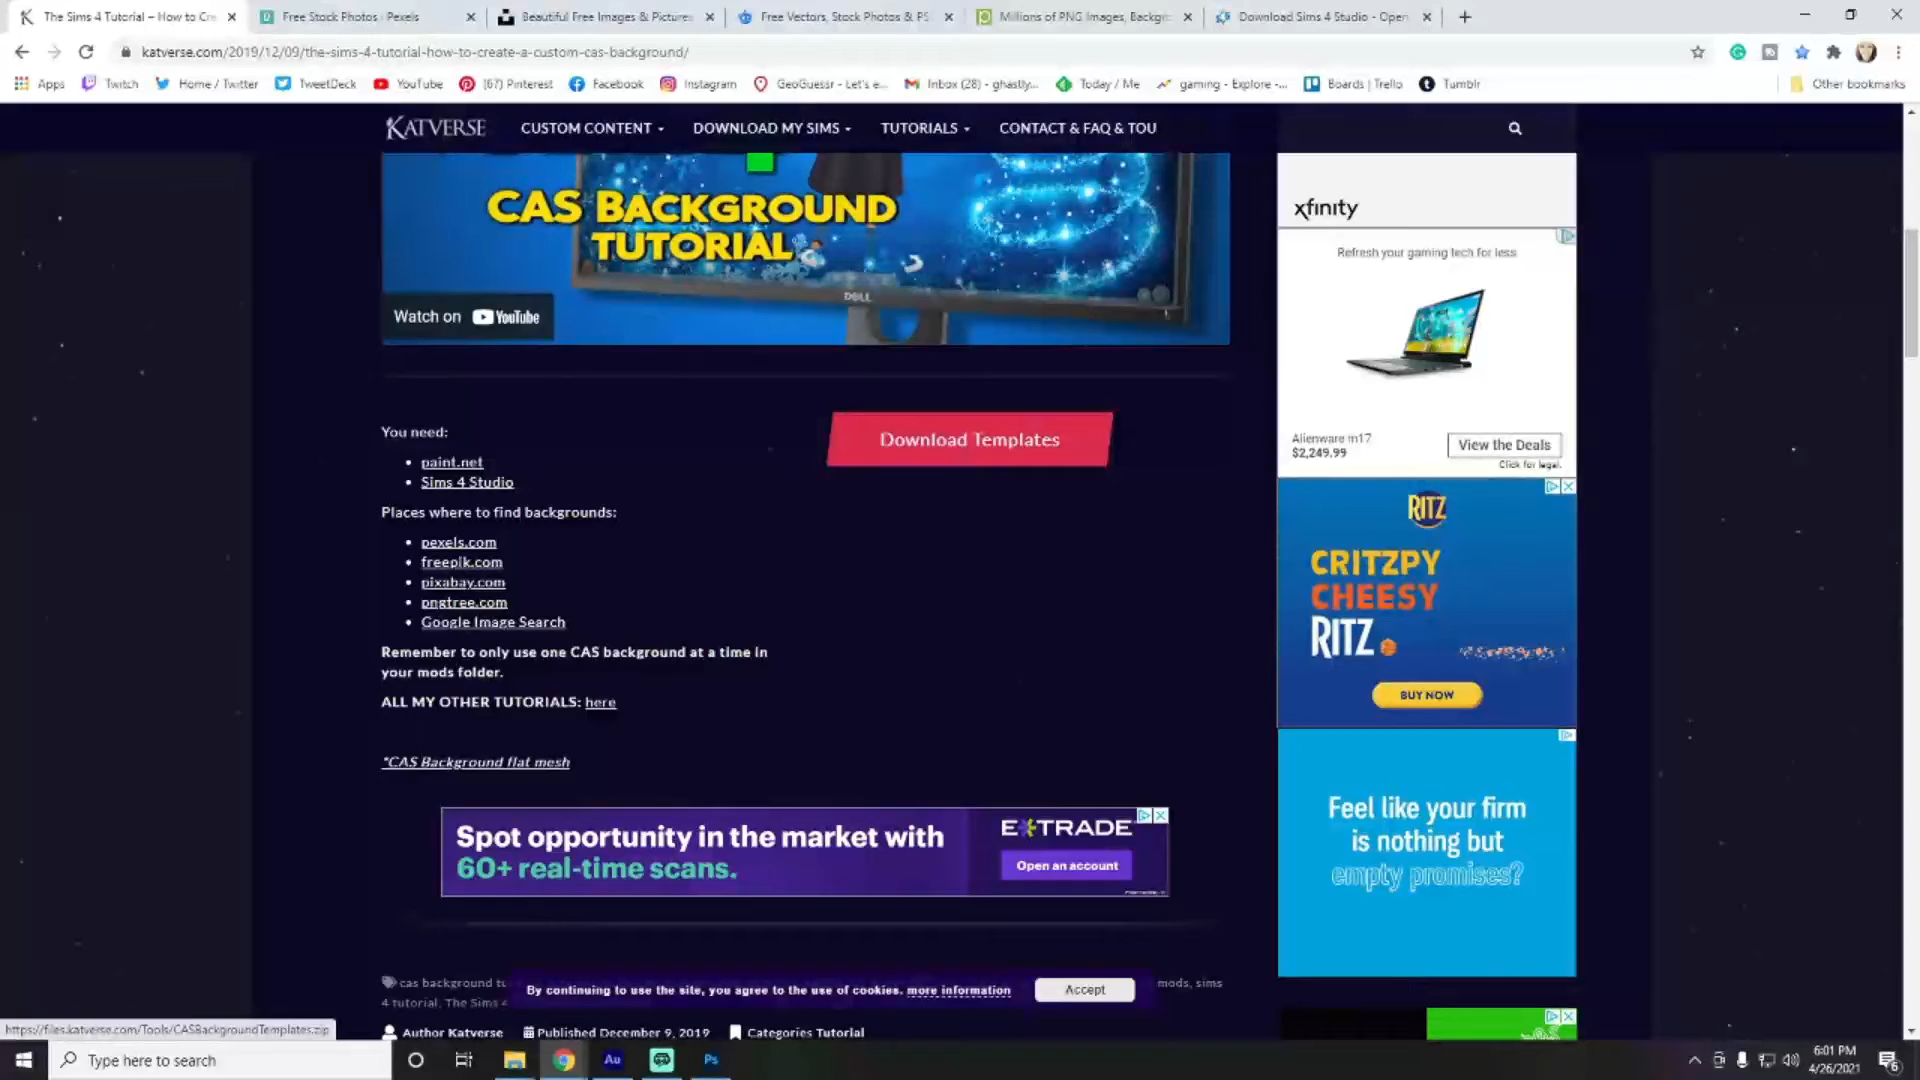 The Sims 4 Tutorial – How to Cre
Free Stock Photos · Pexels
Beautiful Free Images & Pictures
Free Vectors, Stock Photos & PS
Millions of PNG Images, Backgr
Download Sims 4 Studio - Open
katverse.com/2019/12/09/the-sims-4-tutorial-how-to-create-a-custom-cas-background/
Apps Twitch Home / Twitter TweetDeck YouTube (67) Pinterest Facebook Instagram GeoGuessr - Let's e... Inbox (28) - ghastly... Today / Me gaming - Explore -... Boards | Trello Tumblr Other bookmarks
KATVERSE CUSTOM CONTENT DOWNLOAD MY SIMS TUTORIALS CONTACT & FAQ & TOU
CAS BACKGROUND
TUTORIAL
DELL
Watch on YouTube
You need:
paint.net
Sims 4 Studio
Download Templates
Places where to find backgrounds:
pexels.com
freepik.com
pixabay.com
pngtree.com
Google Image Search
Remember to only use one CAS background at a time in
your mods folder.
ALL MY OTHER TUTORIALS: here
*CAS Background flat mesh
Spot opportunity in the market with
60+ real-time scans.
E*TRADE
Open an account
xfinity
Refresh your gaming tech for less
Alienware m17
$2,249.99
View the Deals
Click for legal.
RITZ
CRITZPY
CHEESY
RITZ
BUY NOW
Feel like your firm
is nothing but
empty promises?
cas background tu
mods, sims
4 tutorial, The Sims 4
By continuing to use the site, you agree to the use of cookies. more information
Accept
Author Katverse Published December 9, 2019 Categories Tutorial
https://files.katverse.com/Tools/CASBackgroundTemplates.zip
Type here to search
Au
Ps
6:01 PM
4/26/2021
6